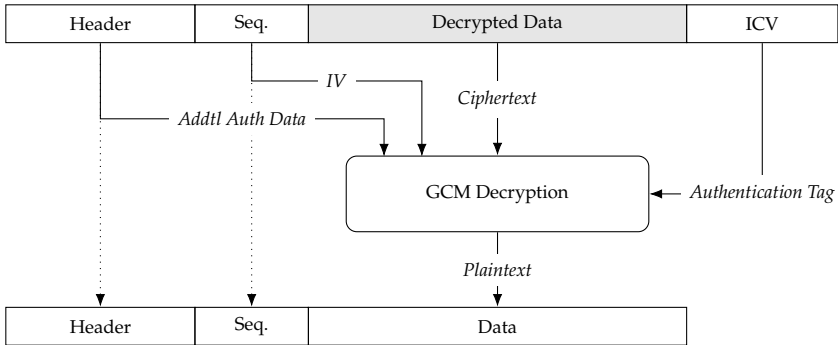 Header Seq. Decrypted Data ICV
IV
Ciphertext
Addtl Auth Data
GCM Decryption
Authentication Tag
Plaintext
Header Seq. Data